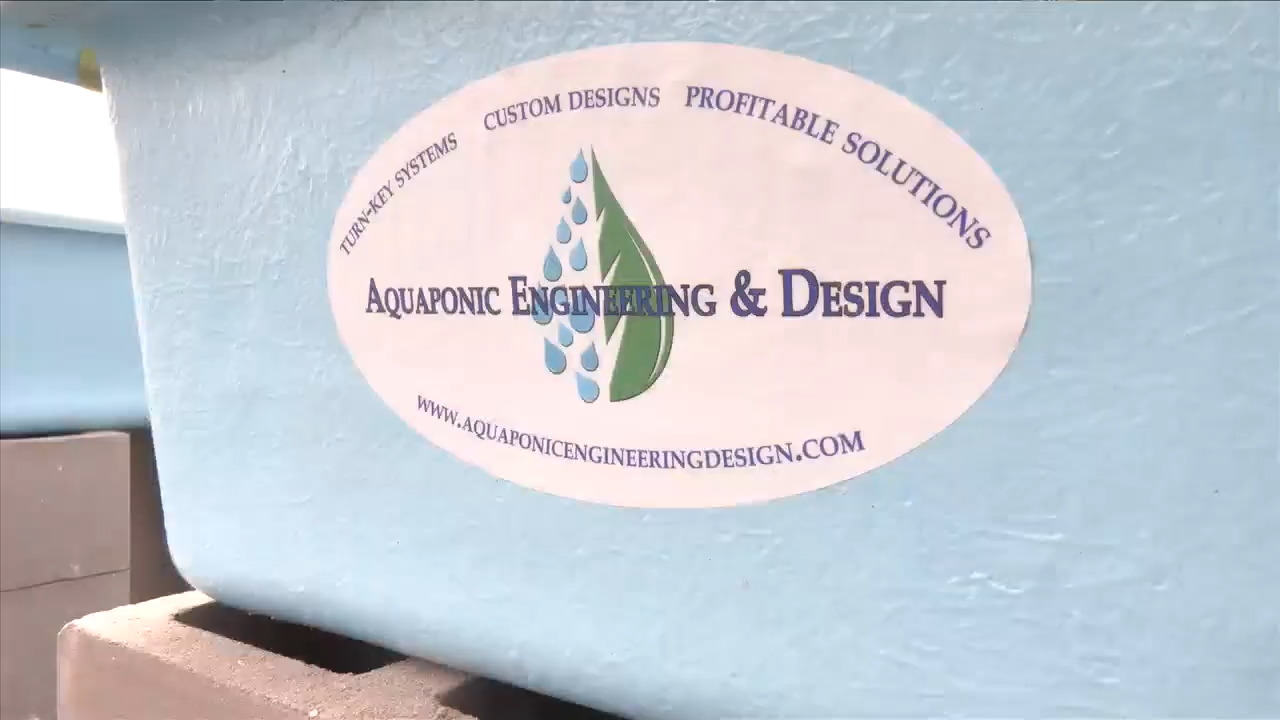 TURN-KEY SYSTEMS CUSTOM DESIGNS PROFITABLE SOLUTIONS
AQUAPONIC ENGINEERING & DESIGN
WWW.AQUAPONICENGINEERINGDESIGN.COM